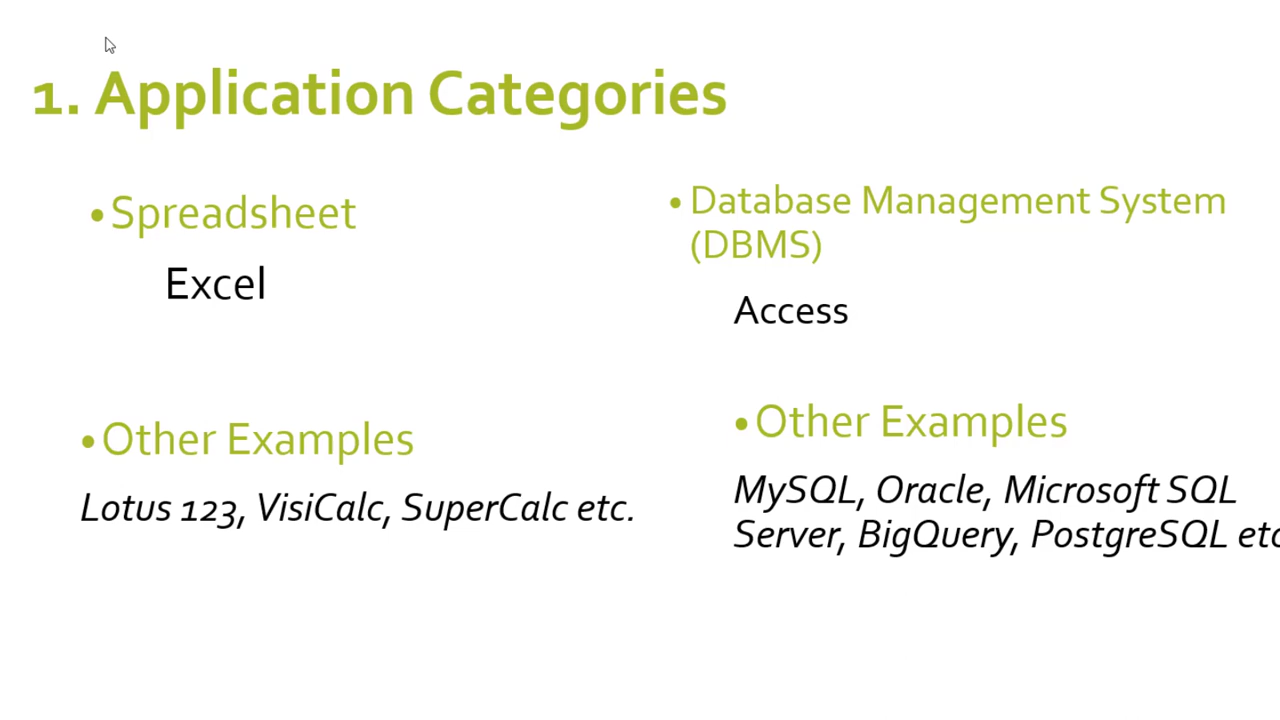 1. Application Categories
•Spreadsheet
Excel
•Other Examples
Lotus 123, VisiCalc, SuperCalc etc.
•Database Management System
(DBMS)
Access
•Other Examples
MySQL, Oracle, Microsoft SQL
Server, BigQuery, PostgreSQL etc